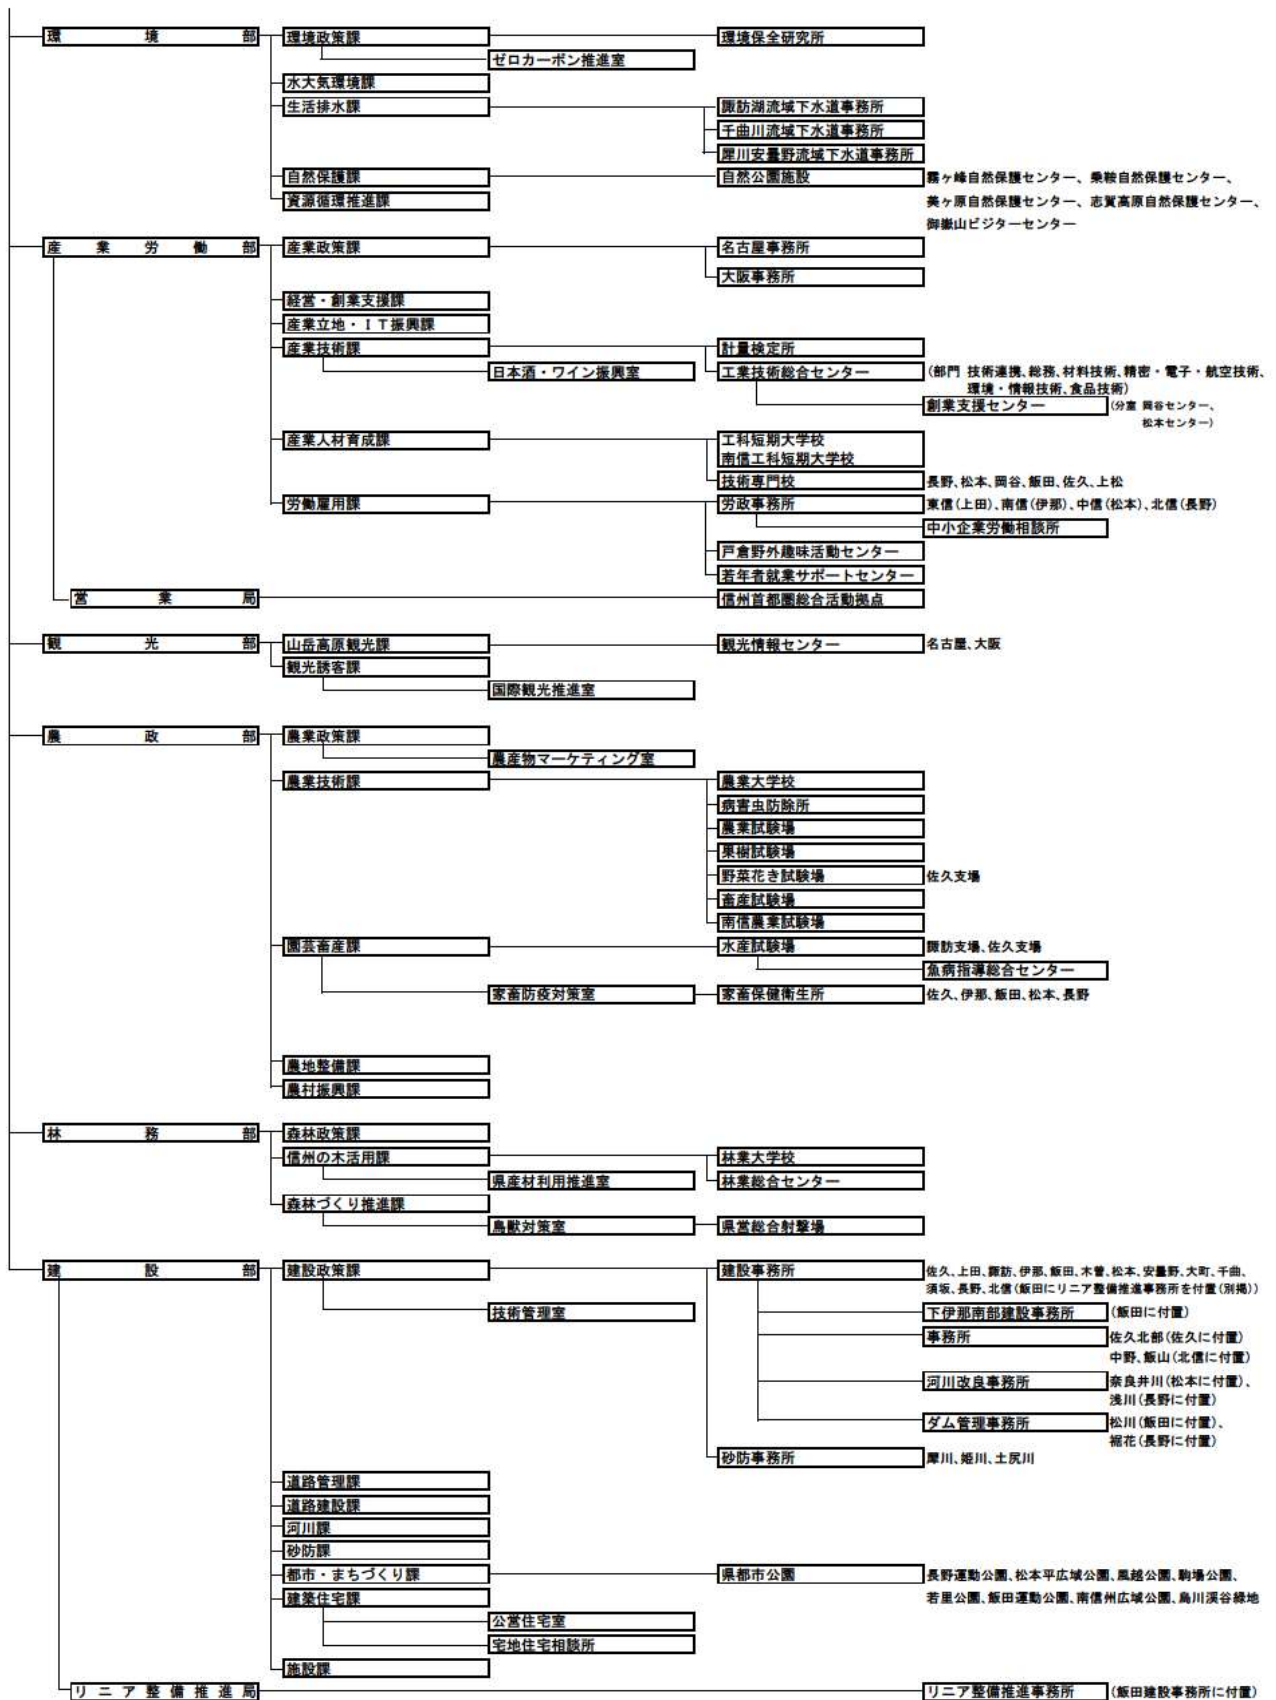 環境部 環境政策課 環境保全研究所
ゼロカーボン推進室
水大気環境課
生活排水課 諏訪湖流域下水道事務所
千曲川流域下水道事務所
犀川安曇野流域下水道事務所
自然保護課 自然公園施設 霧ヶ峰自然保護センター、乗鞍自然保護センター、
資源循環推進課 美ヶ原自然保護センター、志賀高原自然保護センター、
御嶽山ビジターセンター
産業労働部 産業政策課 名古屋事務所
大阪事務所
経営・創業支援課
産業立地・IT振興課
産業技術課 計量検定所
日本酒・ワイン振興室 工業技術総合センター (部門 技術連携、総務、材料技術、精密・電子・航空技術、
環境・情報技術、食品技術)
創業支援センター (分室 岡谷センター、
松本センター)
産業人材育成課 工科短期大学校
南信工科短期大学校
技術専門校 長野、松本、岡谷、飯田、佐久、上松
労働雇用課 労政事務所 東信(上田)、南信(伊那)、中信(松本)、北信(長野)
中小企業労働相談所
戸倉野外趣味活動センター
若年者就業サポートセンター
営業局 信州首都圏総合活動拠点
観光部 山岳高原観光課 観光情報センター 名古屋、大阪
観光誘客課
国際観光推進室
農政部 農業政策課
農産物マーケティング室
農業技術課 農業大学校
病害虫防除所
農業試験場
果樹試験場
野菜花き試験場 佐久支場
畜産試験場
南信農業試験場
園芸畜産課 水産試験場 諏訪支場、佐久支場
魚病指導総合センター
家畜防疫対策室 家畜保健衛生所 佐久、伊那、飯田、松本、長野
農地整備課
農村振興課
林務部 森林政策課
信州の木活用課 林業大学校
県産材利用推進室 林業総合センター
森林づくり推進課
鳥獣対策室 県営総合射撃場
建設部 建設政策課 建設事務所 佐久、上田、諏訪、伊那、飯田、木曽、松本、安曇野、大町、千曲、
須坂、長野、北信(飯田にリニア整備推進事務所を付置(別掲))
技術管理室 下伊那南部建設事務所 (飯田に付置)
事務所 佐久北部(佐久に付置)
中野、飯山(北信に付置)
河川改良事務所 奈良井川(松本に付置)、
浅川(長野に付置)
ダム管理事務所 松川(飯田に付置)、
裾花(長野に付置)
砂防事務所 犀川、姫川、土尻川
道路管理課
道路建設課
河川課
砂防課
都市・まちづくり課 県都市公園 長野運動公園、松本平広域公園、風越公園、駒場公園、
建築住宅課 若里公園、飯田運動公園、南信州広域公園、烏川渓谷緑地
公営住宅室
宅地住宅相談所
施設課
リニア整備推進局 リニア整備推進事務所 (飯田建設事務所に付置)